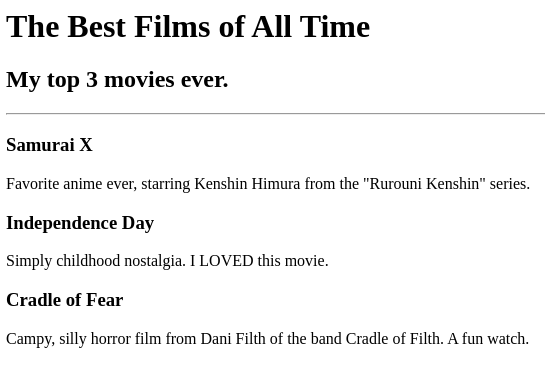 The Best Films of All Time
My top 3 movies ever.
Samurai X
Favorite anime ever, starring Kenshin Himura from the "Rurouni Kenshin" series.
Independence Day
Simply childhood nostalgia. I LOVED this movie.
Cradle of Fear
Campy, silly horror film from Dani Filth of the band Cradle of Filth. A fun watch.